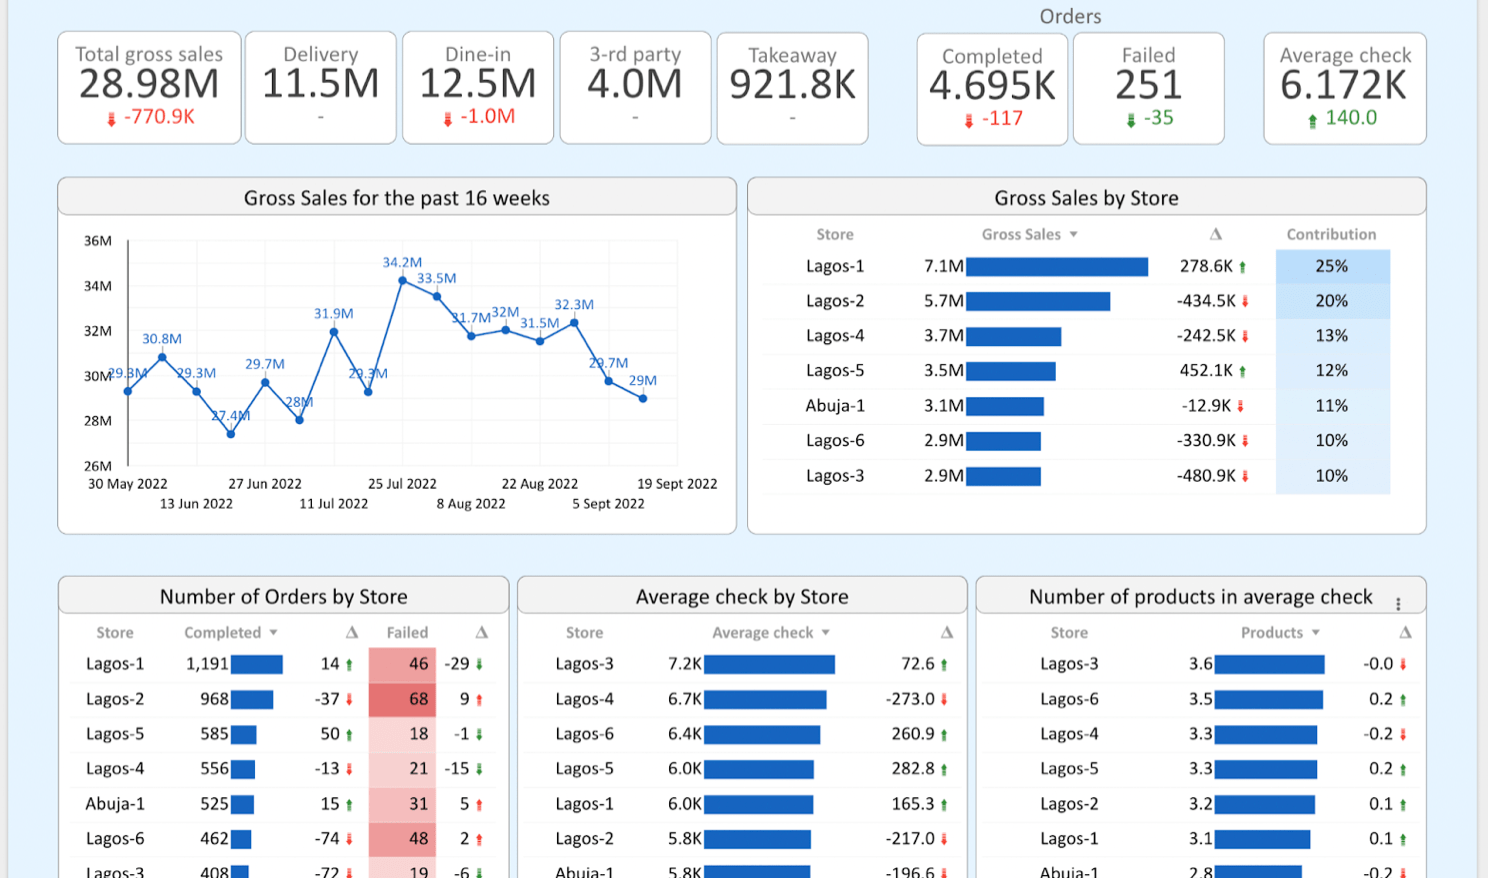 Orders
Total gross sales Delivery Dine-in 3-rd party Takeaway Completed Failed Average check
28.98M 11.5M 12.5M 4.0M 921.8K 4.695K 251 6.172K
-770.9K - -1.0M - - -117 -35 140.0
Gross Sales for the past 16 weeks
36M
34M
32M
30M
28M
26M
29.3M 30.8M 29.3M 27.4M 29.7M 28M 31.9M 29.3M 34.2M 33.5M 31.7M 32M 31.5M 32.3M 29.7M 29M
30 May 2022 27 Jun 2022 25 Jul 2022 22 Aug 2022 19 Sept 2022
13 Jun 2022 11 Jul 2022 8 Aug 2022 5 Sept 2022
Gross Sales by Store
Store Gross Sales Δ Contribution
Lagos-1 7.1M 278.6K 25%
Lagos-2 5.7M -434.5K 20%
Lagos-4 3.7M -242.5K 13%
Lagos-5 3.5M 452.1K 12%
Abuja-1 3.1M -12.9K 11%
Lagos-6 2.9M -330.9K 10%
Lagos-3 2.9M -480.9K 10%
Number of Orders by Store
Store Completed Δ Failed Δ
Lagos-1 1,191 14 46 -29
Lagos-2 968 -37 68 9
Lagos-5 585 50 18 -1
Lagos-4 556 -13 21 -15
Abuja-1 525 15 31 5
Lagos-6 462 -74 48 2
Lagos-3 408 -72 19 -6
Average check by Store
Store Average check Δ
Lagos-3 7.2K 72.6
Lagos-4 6.7K -273.0
Lagos-6 6.4K 260.9
Lagos-5 6.0K 282.8
Lagos-1 6.0K 165.3
Lagos-2 5.8K -217.0
Abuja-1 5.8K -196.6
Number of products in average check
Store Products Δ
Lagos-3 3.6 -0.0
Lagos-6 3.5 0.2
Lagos-4 3.3 -0.2
Lagos-5 3.3 0.2
Lagos-2 3.2 0.1
Lagos-1 3.1 0.1
Abuja-1 2.8 -0.2